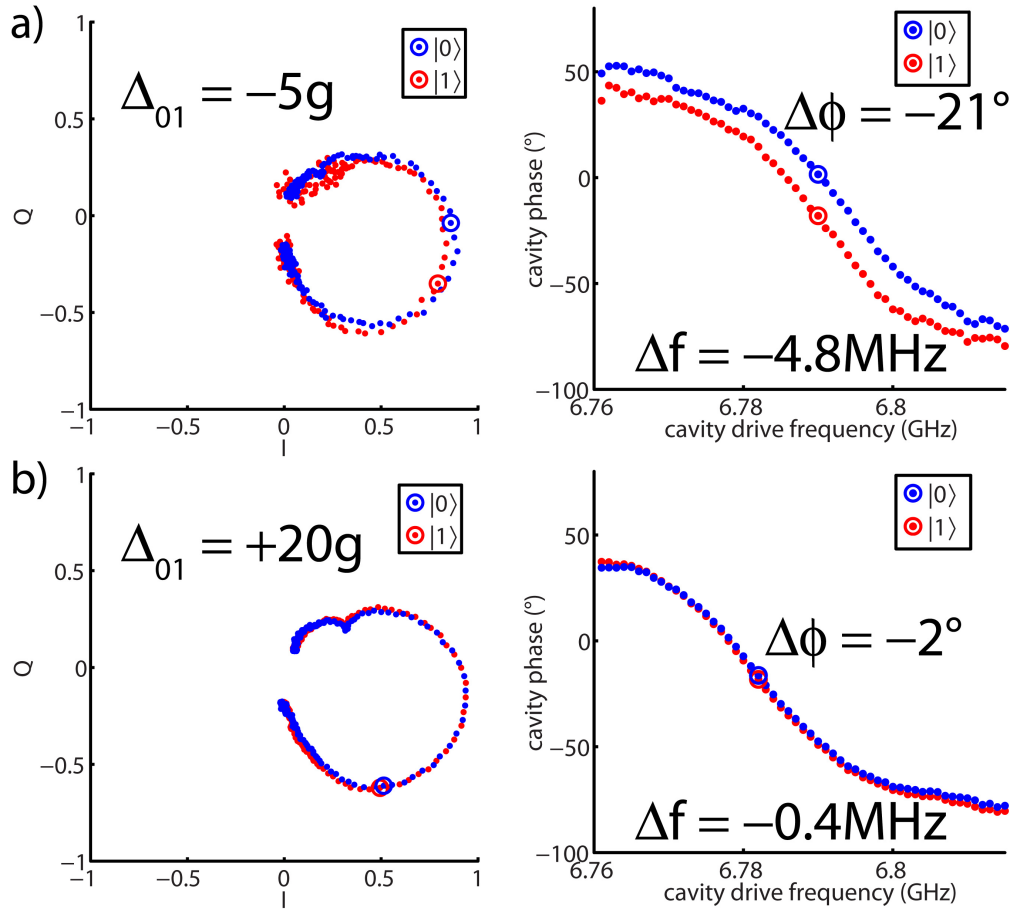 a)
1
0.5
0
−0.5
−1
−1
−0.5
0
0.5
1
Q
I
Δ01 = −5g
|0⟩
|1⟩
50
0
−50
−100
6.76
6.78
6.8
cavity phase (°)
cavity drive frequency (GHz)
|0⟩
|1⟩
Δϕ = −21°
Δf = −4.8MHz
b)
1
0.5
0
−0.5
−1
−1
−0.5
0
0.5
1
Q
I
Δ01 = +20g
|0⟩
|1⟩
50
0
−50
−100
6.76
6.78
6.8
cavity phase (°)
cavity drive frequency (GHz)
|0⟩
|1⟩
Δϕ = −2°
Δf = −0.4MHz